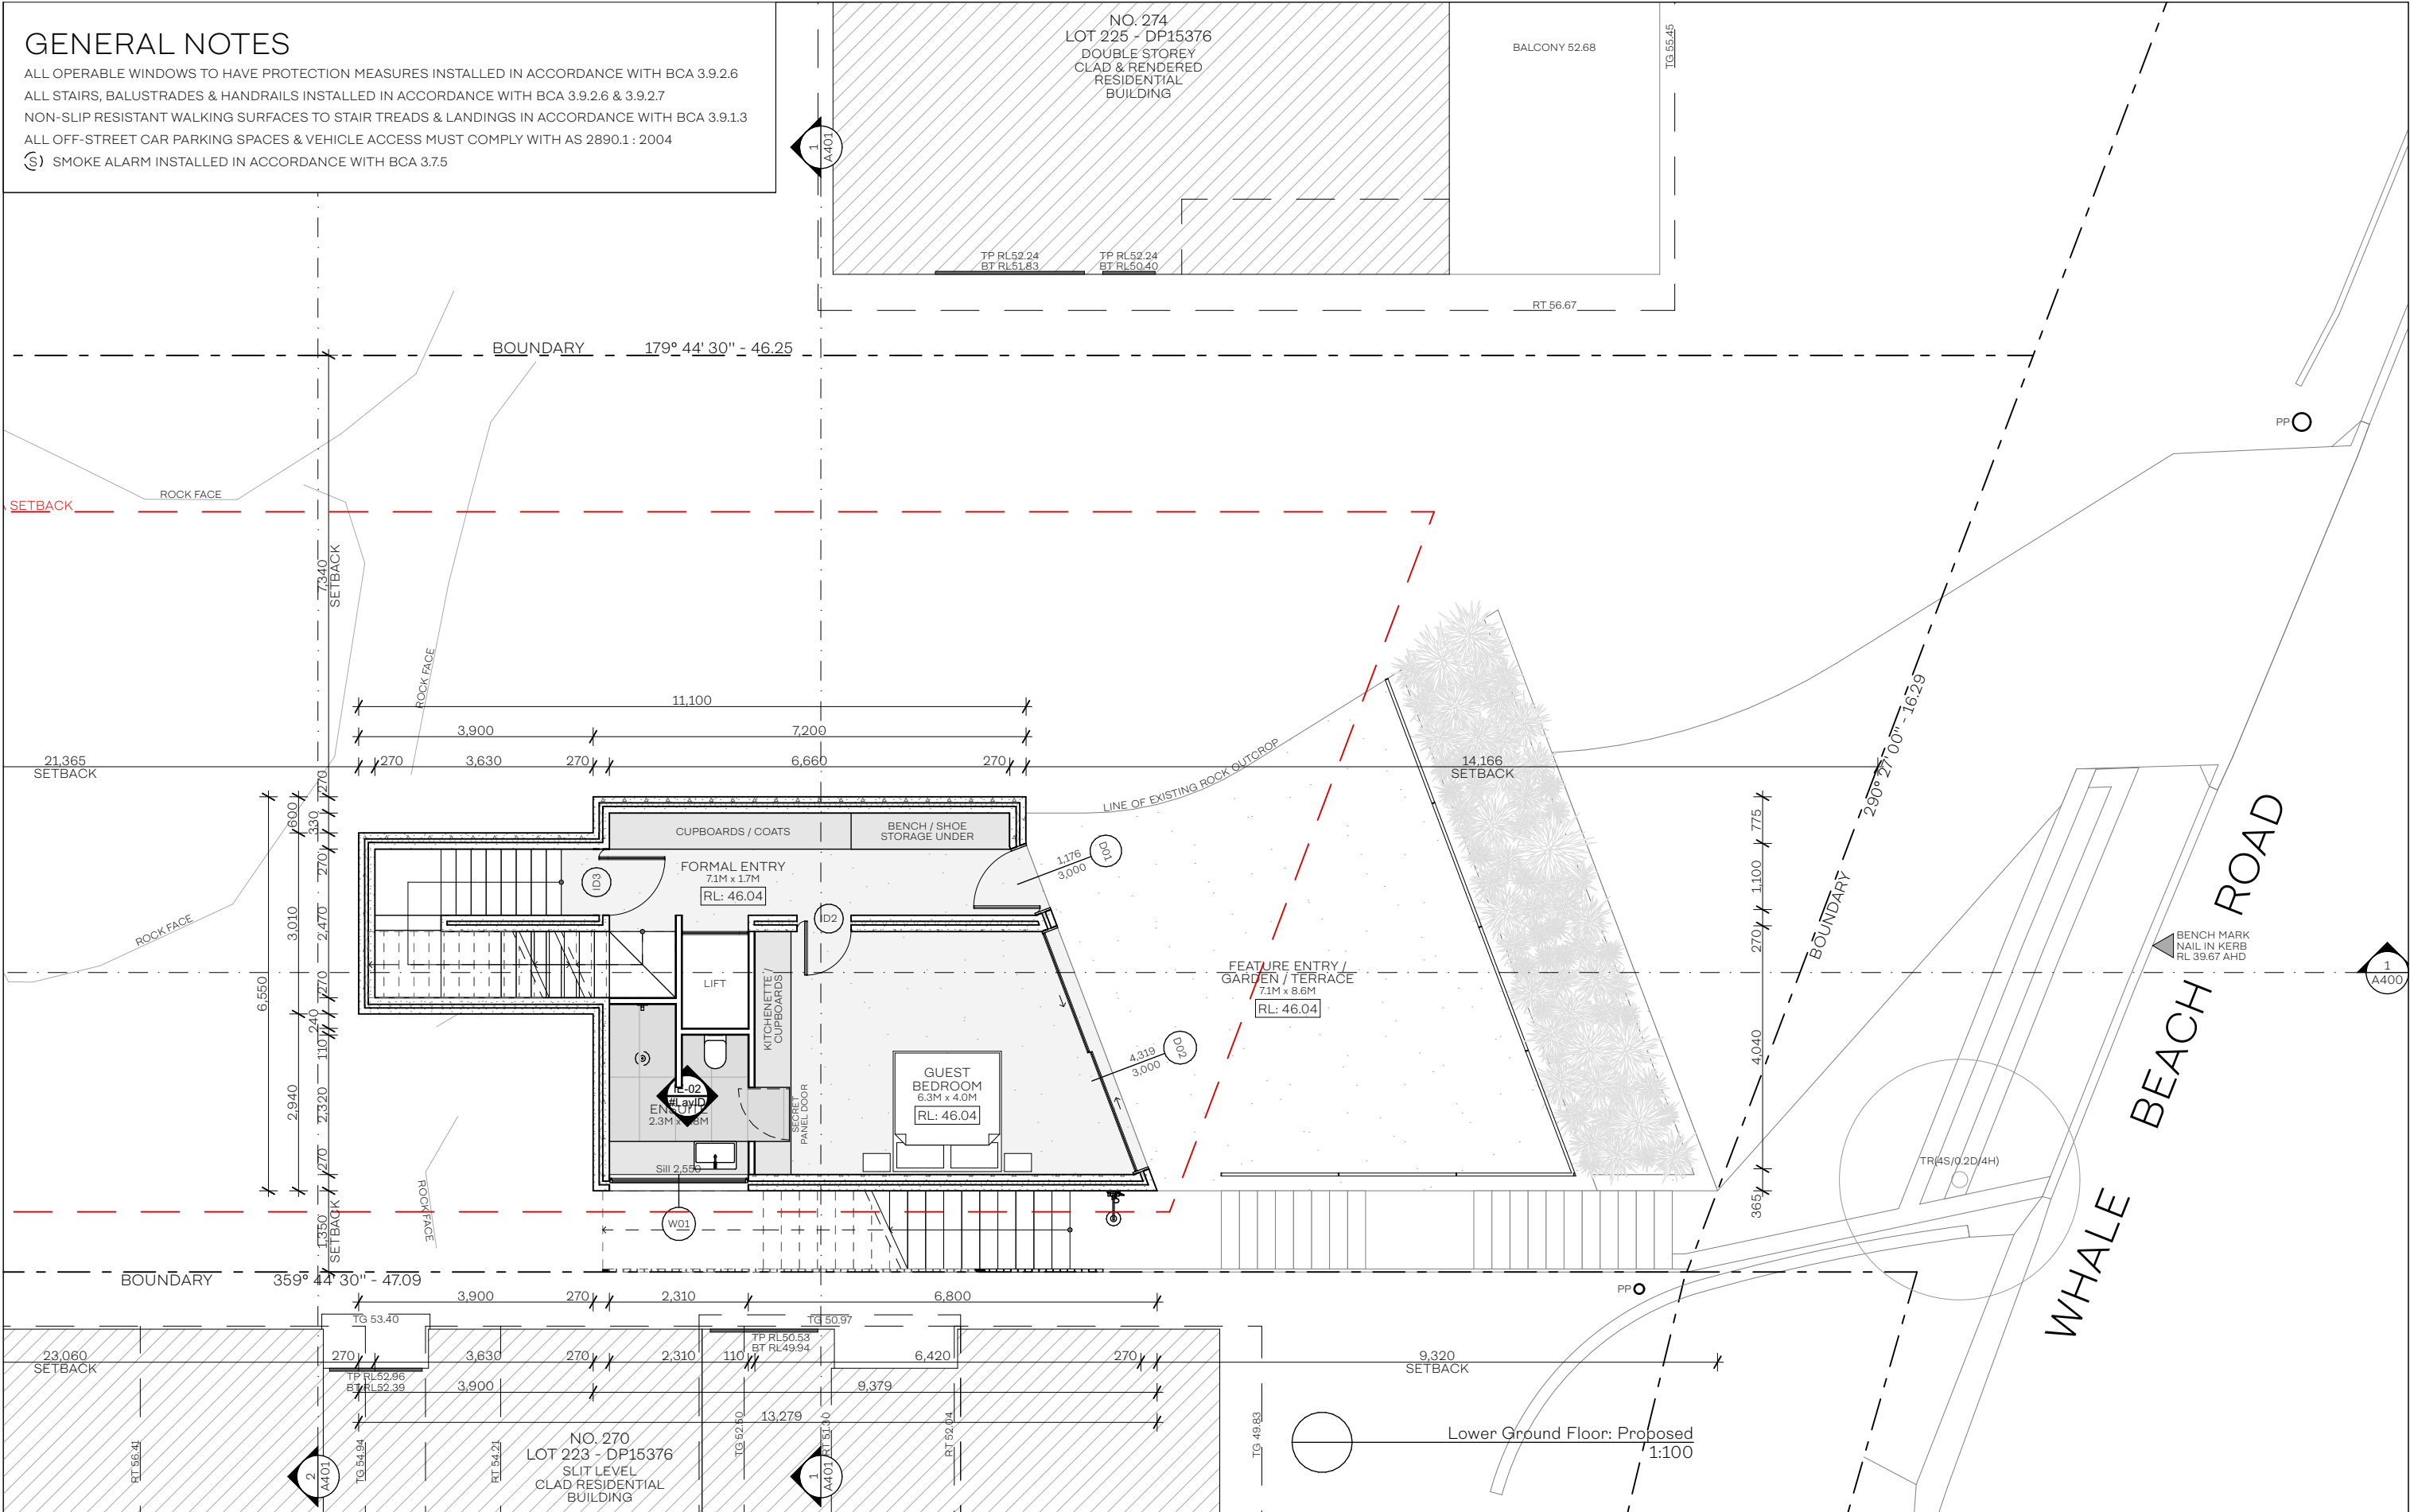 GENERAL NOTES
ALL OPERABLE WINDOWS TO HAVE PROTECTION MEASURES INSTALLED IN ACCORDANCE WITH BCA 3.9.2.6
ALL STAIRS, BALUSTRADES & HANDRAILS INSTALLED IN ACCORDANCE WITH BCA 3.9.2.6 & 3.9.2.7
NON-SLIP RESISTANT WALKING SURFACES TO STAIR TREADS & LANDINGS IN ACCORDANCE WITH BCA 3.9.1.3
ALL OFF-STREET CAR PARKING SPACES & VEHICLE ACCESS MUST COMPLY WITH AS 2890.1 : 2004
S SMOKE ALARM INSTALLED IN ACCORDANCE WITH BCA 3.7.5
NO. 274
LOT 225 - DP15376
DOUBLE STOREY
CLAD & RENDERED
RESIDENTIAL
BUILDING
BALCONY 52.68
TG 55.45
1
A401
TP RL52.24
BT RL51.83
TP RL52.24
BT RL50.40
RT 56.67
BOUNDARY 179° 44' 30" - 46.25
PP
ROCK FACE
SETBACK
7,340
SETBACK
ROCK FACE
11,100
3,900
7,200
21,365
SETBACK
270
3,630
270
6,660
270
14,166
SETBACK
LINE OF EXISTING ROCK OUTCROP
290° 27' 00" - 16.29
BOUNDARY
270
600
330
270
3,010
2,470
6,550
270
240
110
2,940
2,320
270
1,350
SETBACK
CUPBOARDS / COATS
BENCH / SHOE
STORAGE UNDER
FORMAL ENTRY
7.1M x 1.7M
RL: 46.04
ID3
ID2
1,176
3,000
D01
LIFT
KITCHENETTE /
CUPBOARDS
FEATURE ENTRY /
GARDEN / TERRACE
7.1M x 8.6M
RL: 46.04
4,319
3,000
D02
GUEST
BEDROOM
6.3M x 4.0M
RL: 46.04
IE-02
#LayID
ENSUITE
2.3M x
SECRET
PANEL DOOR
Sill 2,550
W01
775
1,100
270
4,040
365
BENCH MARK
NAIL IN KERB
RL 39.67 AHD
1
A400
WHALE BEACH ROAD
TR(4S/0.2D/4H)
PP
ROCK FACE
ROCK FACE
BOUNDARY 359° 44' 30" - 47.09
3,900
270
2,310
6,800
TG 53.40
TG 50.97
TP RL50.53
BT RL49.94
23,060
SETBACK
270
3,630
270
2,310
110
6,420
270
9,320
SETBACK
TP RL52.96
BT RL52.39
3,900
9,379
13,279
RT 56.41
TG 54.94
RT 54.21
TG 52.50
RT 51.30
RT 52.04
TG 49.83
NO. 270
LOT 223 - DP15376
SLIT LEVEL
CLAD RESIDENTIAL
BUILDING
2
A401
1
A401
Lower Ground Floor: Proposed
1:100